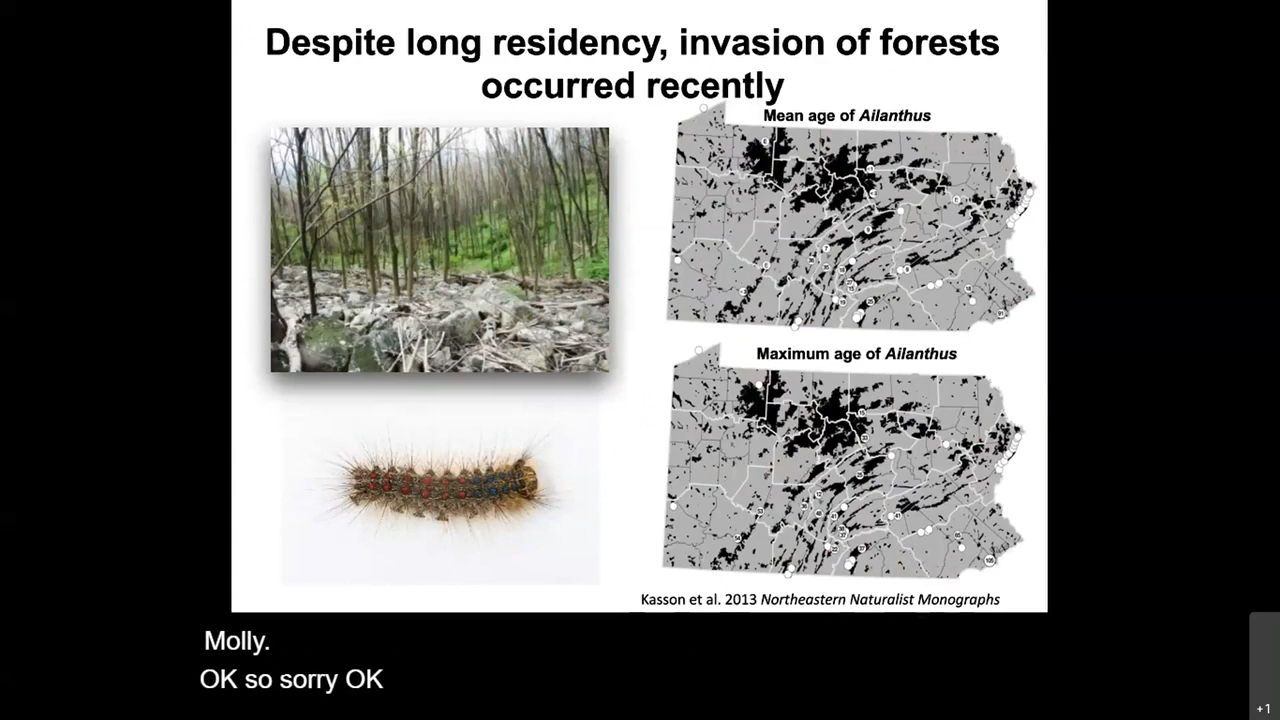 Despite long residency, invasion of forests
occurred recently
Mean age of Ailanthus
Maximum age of Ailanthus
Kasson et al. 2013 Northeastern Naturalist Monographs
Molly.
OK so sorry OK
+1